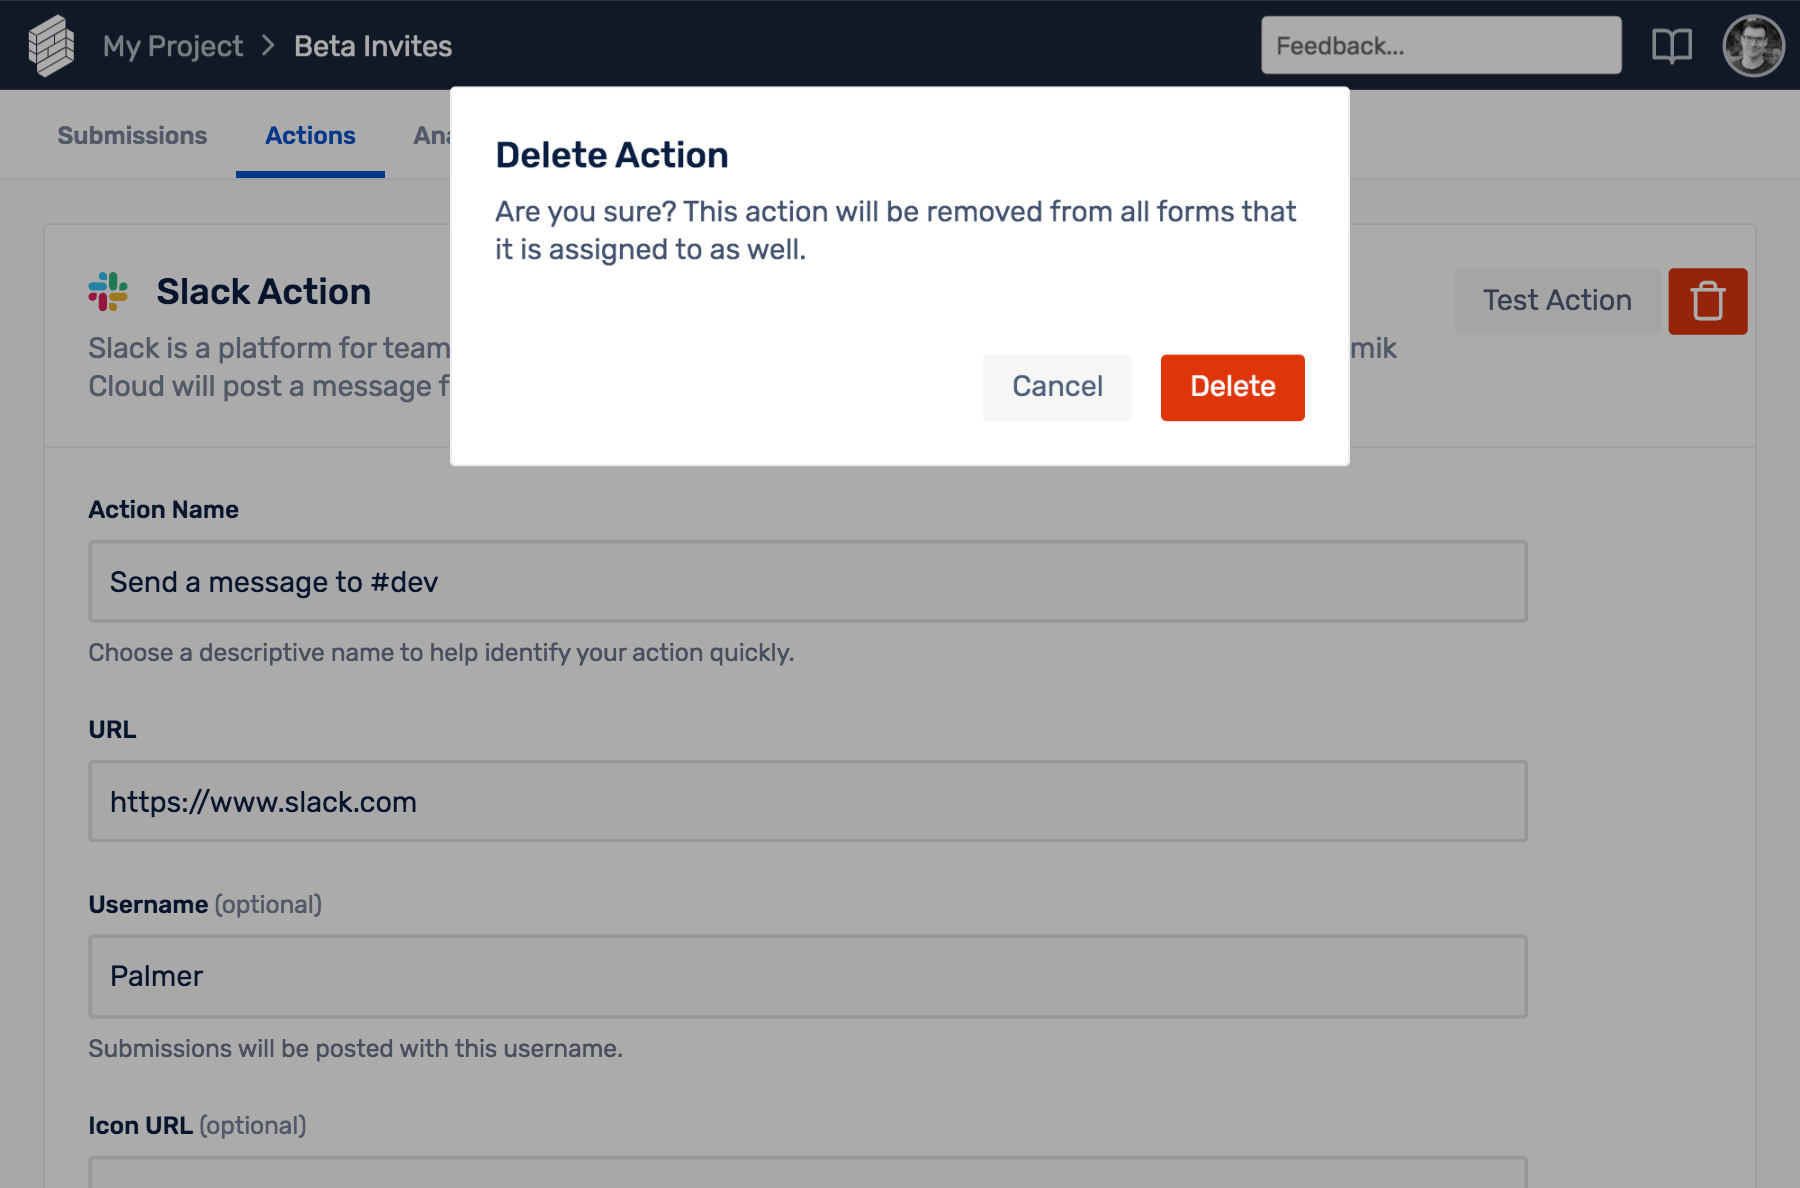 My Project > Beta Invites
Feedback...
Submissions
Actions
Delete Action
Are you sure? This action will be removed from all forms that
it is assigned to as well.
Cancel
Delete
Slack Action
Test Action
Slack is a platform for team
Cloud will post a message
Action Name
Send a message to #dev
Choose a descriptive name to help identify your action quickly.
URL
https://www.slack.com
Username (optional)
Palmer
Submissions will be posted with this username.
Icon URL (optional)